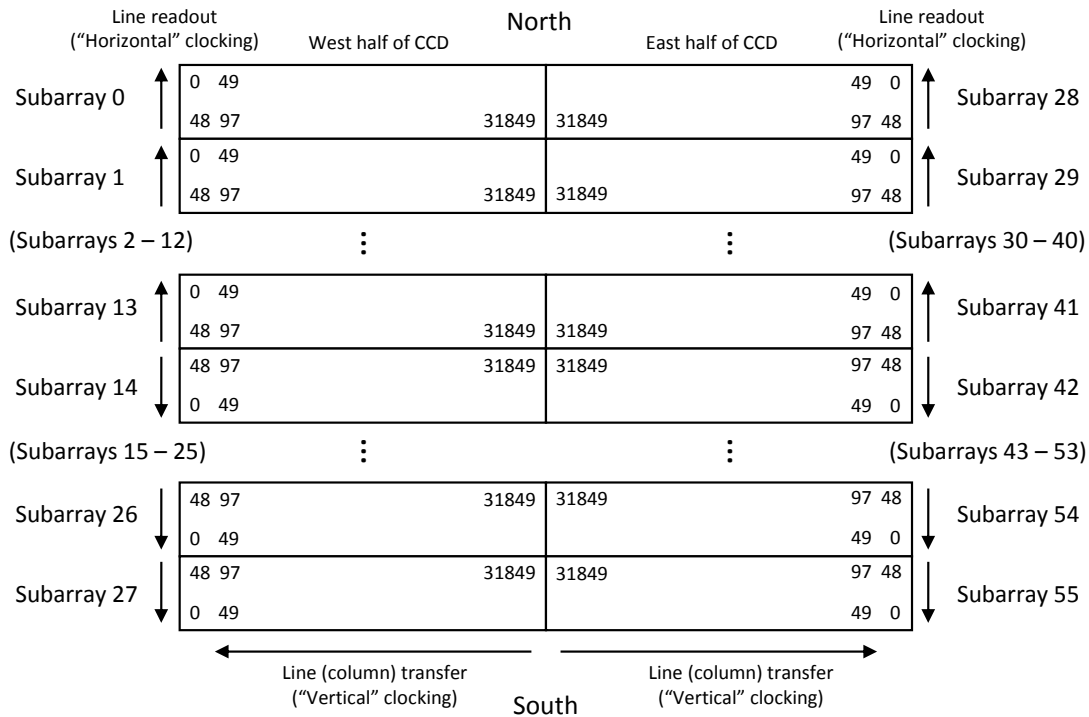 North
Line readout
("Horizontal" clocking)
West half of CCD
East half of CCD
Line readout
("Horizontal" clocking)
Subarray 0
0 49
48 97 31849
49 0
31849 97 48
Subarray 28
Subarray 1
0 49
48 97 31849
49 0
31849 97 48
Subarray 29
(Subarrays 2 – 12)
⋮
⋮
(Subarrays 30 – 40)
Subarray 13
0 49
48 97 31849
49 0
31849 97 48
Subarray 41
Subarray 14
48 97 31849
0 49
31849 97 48
49 0
Subarray 42
(Subarrays 15 – 25)
⋮
⋮
(Subarrays 43 – 53)
Subarray 26
48 97 31849
0 49
31849 97 48
49 0
Subarray 54
Subarray 27
48 97 31849
0 49
31849 97 48
49 0
Subarray 55
Line (column) transfer
("Vertical" clocking)
Line (column) transfer
("Vertical" clocking)
South